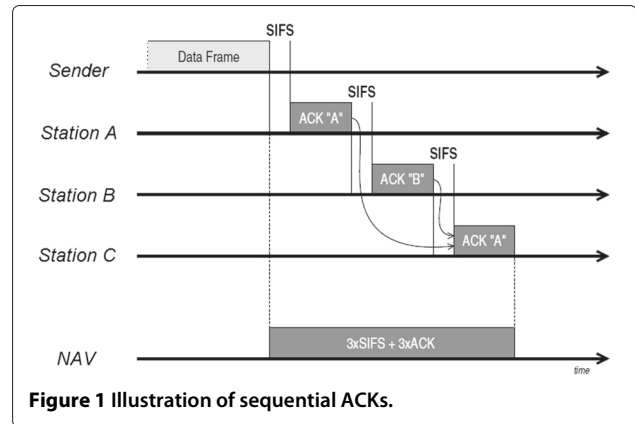 SIFS
Data Frame
Sender
SIFS
ACK "A"
Station A
SIFS
ACK "B"
Station B
ACK "A"
Station C
3xSIFS + 3xACK
NAV
time
Figure 1 Illustration of sequential ACKs.